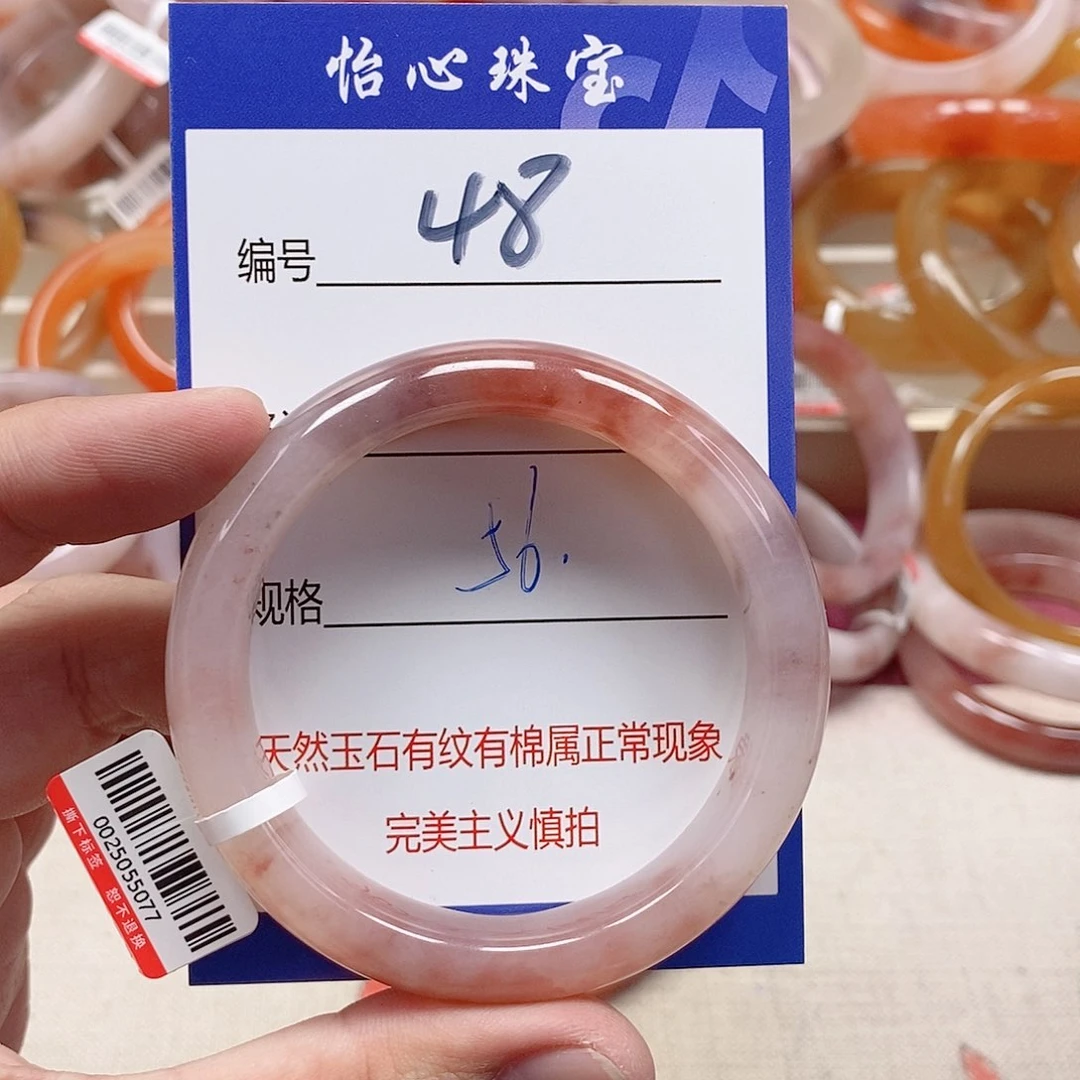 怡心珠宝
编号 48
规格 56.
天然玉石有纹有棉属正常现象
完美主义慎拍
0025055077
撕下标签 恕不退换